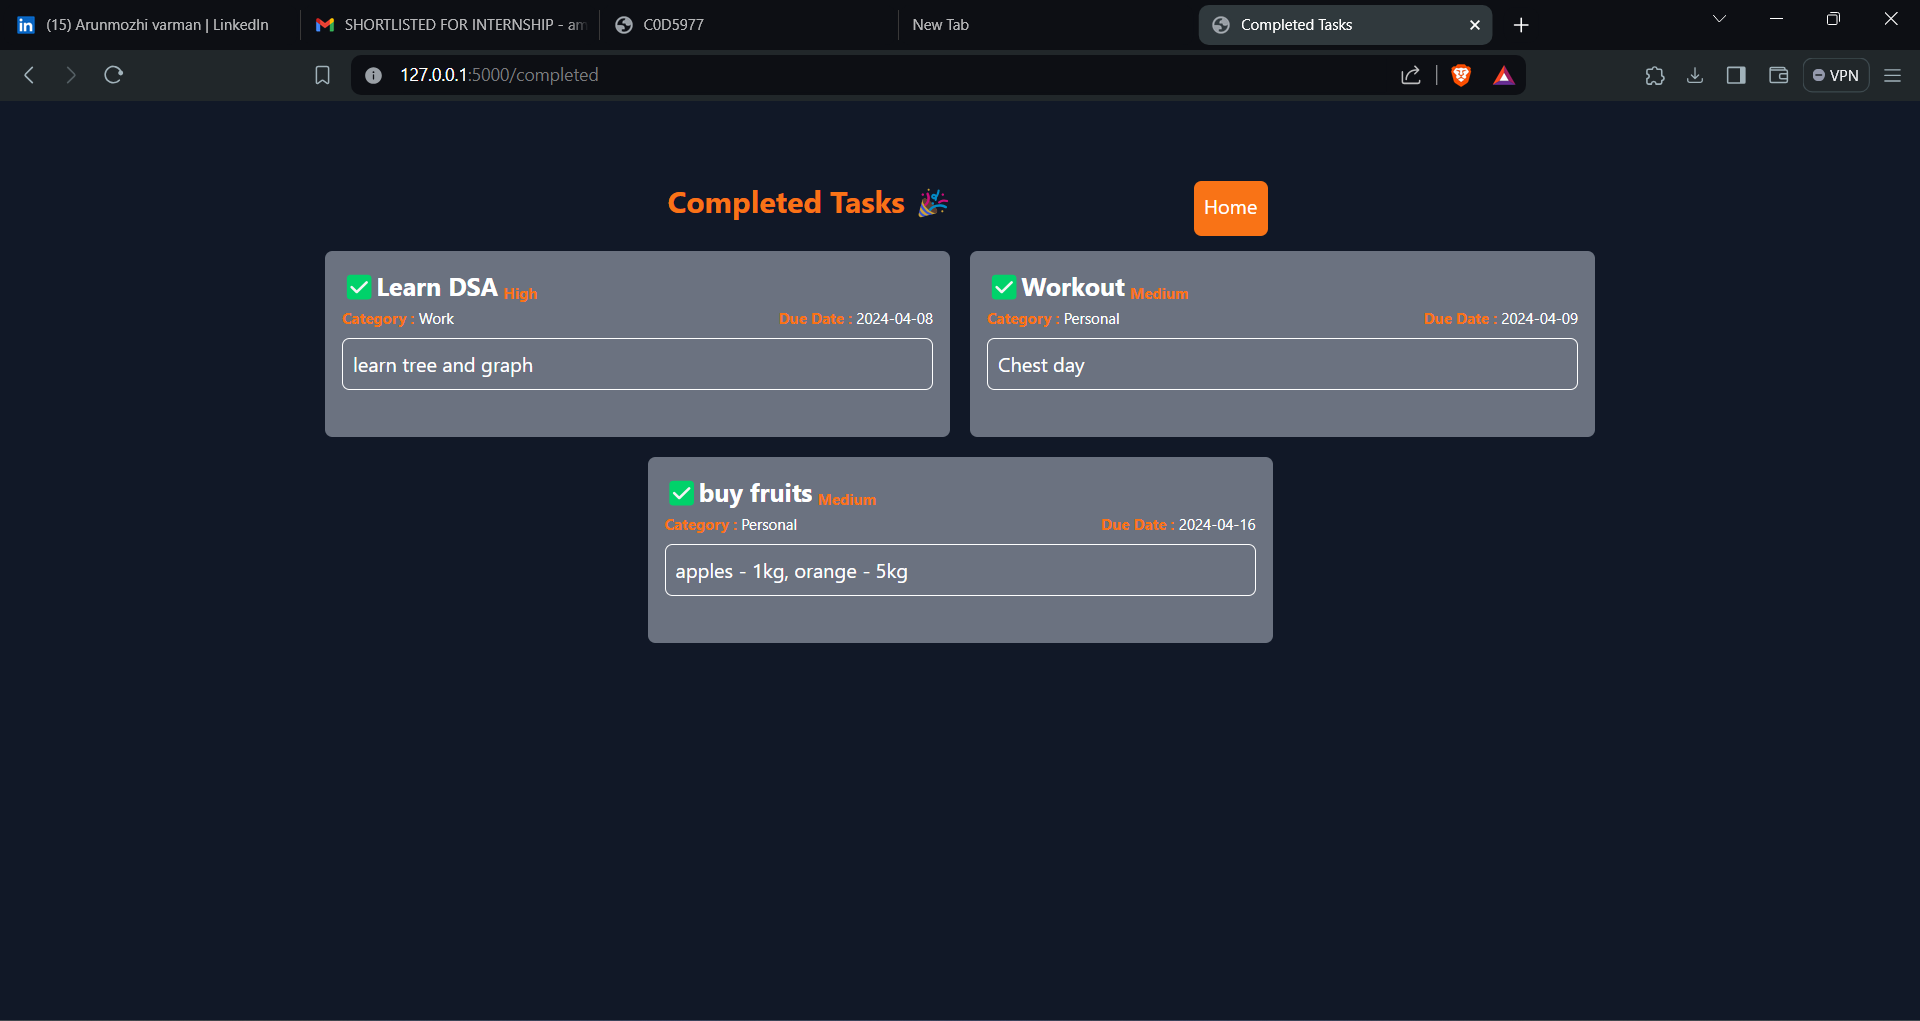 (15) Arunmozhi varman | LinkedIn
SHORTLISTED FOR INTERNSHIP - am
C0D5977
New Tab
Completed Tasks
127.0.0.1:5000/completed
VPN
Completed Tasks 🎉
Home
✅ Learn DSA High
Category : Work
Due Date : 2024-04-08
learn tree and graph
✅ Workout Medium
Category : Personal
Due Date : 2024-04-09
Chest day
✅ buy fruits Medium
Category : Personal
Due Date : 2024-04-16
apples - 1kg, orange - 5kg